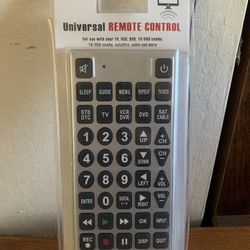 Universal REMOTE CONTROL
For use with your TV, VCR, DVD, TV/DVD combo,
TV/VCR combo, satellite, cable and more
SLEEP GUIDE MENU REPEAT TV/VCR
STB/DTC TV VCR/DVR DVD SAT/CABLE
1 2 3 UP + CH
4 5 6 DOWN CH -
7 8 9 LEFT + VOL
ENTER 0 RIGHT VOL -
OK INPUT
REC DISP QUIT